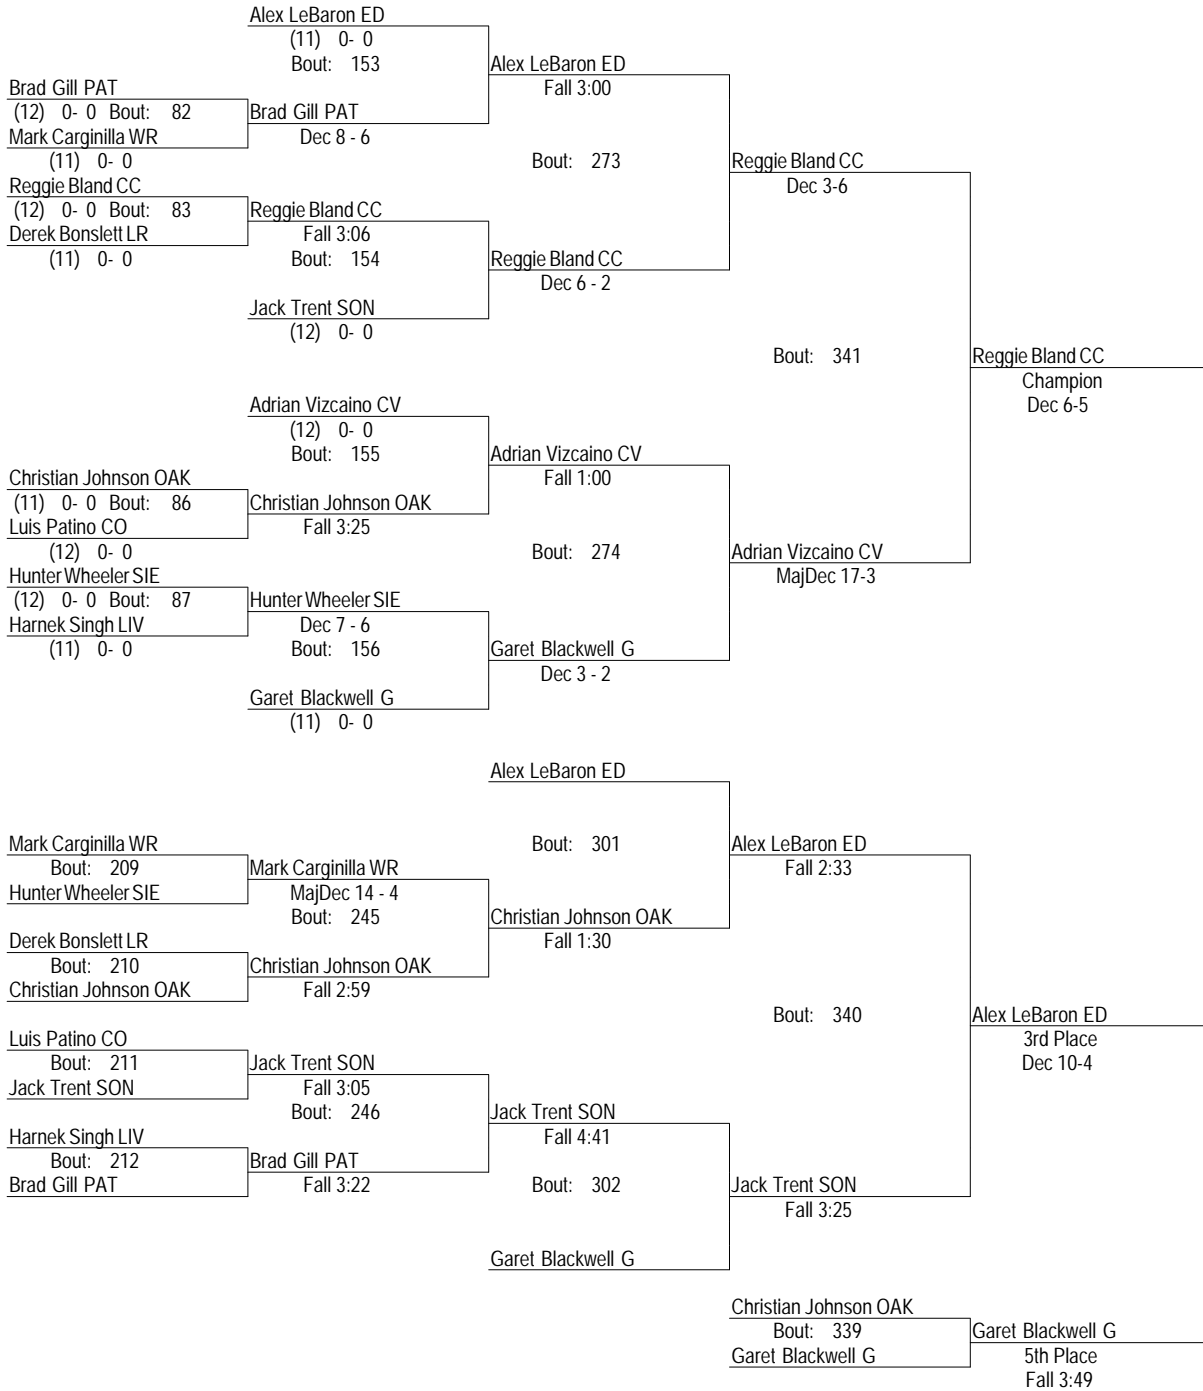 Alex LeBaron ED
(11) 0- 0
Bout: 153
Alex LeBaron ED
Fall 3:00
Brad Gill PAT
(12) 0- 0 Bout: 82
Brad Gill PAT
Mark Carginilla WR
Dec 8 - 6
(11) 0- 0
Bout: 273
Reggie Bland CC
Dec 3-6
Reggie Bland CC
(12) 0- 0 Bout: 83
Reggie Bland CC
Derek Bonslett LR
Fall 3:06
(11) 0- 0
Bout: 154
Reggie Bland CC
Dec 6 - 2
Jack Trent SON
(12) 0- 0
Bout: 341
Reggie Bland CC
Champion
Dec 6-5
Adrian Vizcaino CV
(12) 0- 0
Bout: 155
Adrian Vizcaino CV
Fall 1:00
Christian Johnson OAK
(11) 0- 0 Bout: 86
Christian Johnson OAK
Luis Patino CO
Fall 3:25
(12) 0- 0
Bout: 274
Adrian Vizcaino CV
MajDec 17-3
Hunter Wheeler SIE
(12) 0- 0 Bout: 87
Hunter Wheeler SIE
Harnek Singh LIV
Dec 7 - 6
(11) 0- 0
Bout: 156
Garet Blackwell G
Dec 3 - 2
Garet Blackwell G
(11) 0- 0
Alex LeBaron ED
Bout: 301
Alex LeBaron ED
Fall 2:33
Mark Carginilla WR
Bout: 209
Mark Carginilla WR
Hunter Wheeler SIE
MajDec 14 - 4
Bout: 245
Christian Johnson OAK
Fall 1:30
Derek Bonslett LR
Bout: 210
Christian Johnson OAK
Christian Johnson OAK
Fall 2:59
Bout: 340
Alex LeBaron ED
3rd Place
Dec 10-4
Luis Patino CO
Bout: 211
Jack Trent SON
Jack Trent SON
Fall 3:05
Bout: 246
Jack Trent SON
Fall 4:41
Harnek Singh LIV
Bout: 212
Brad Gill PAT
Brad Gill PAT
Fall 3:22
Bout: 302
Jack Trent SON
Fall 3:25
Garet Blackwell G
Christian Johnson OAK
Bout: 339
Garet Blackwell G
Garet Blackwell G
5th Place
Fall 3:49